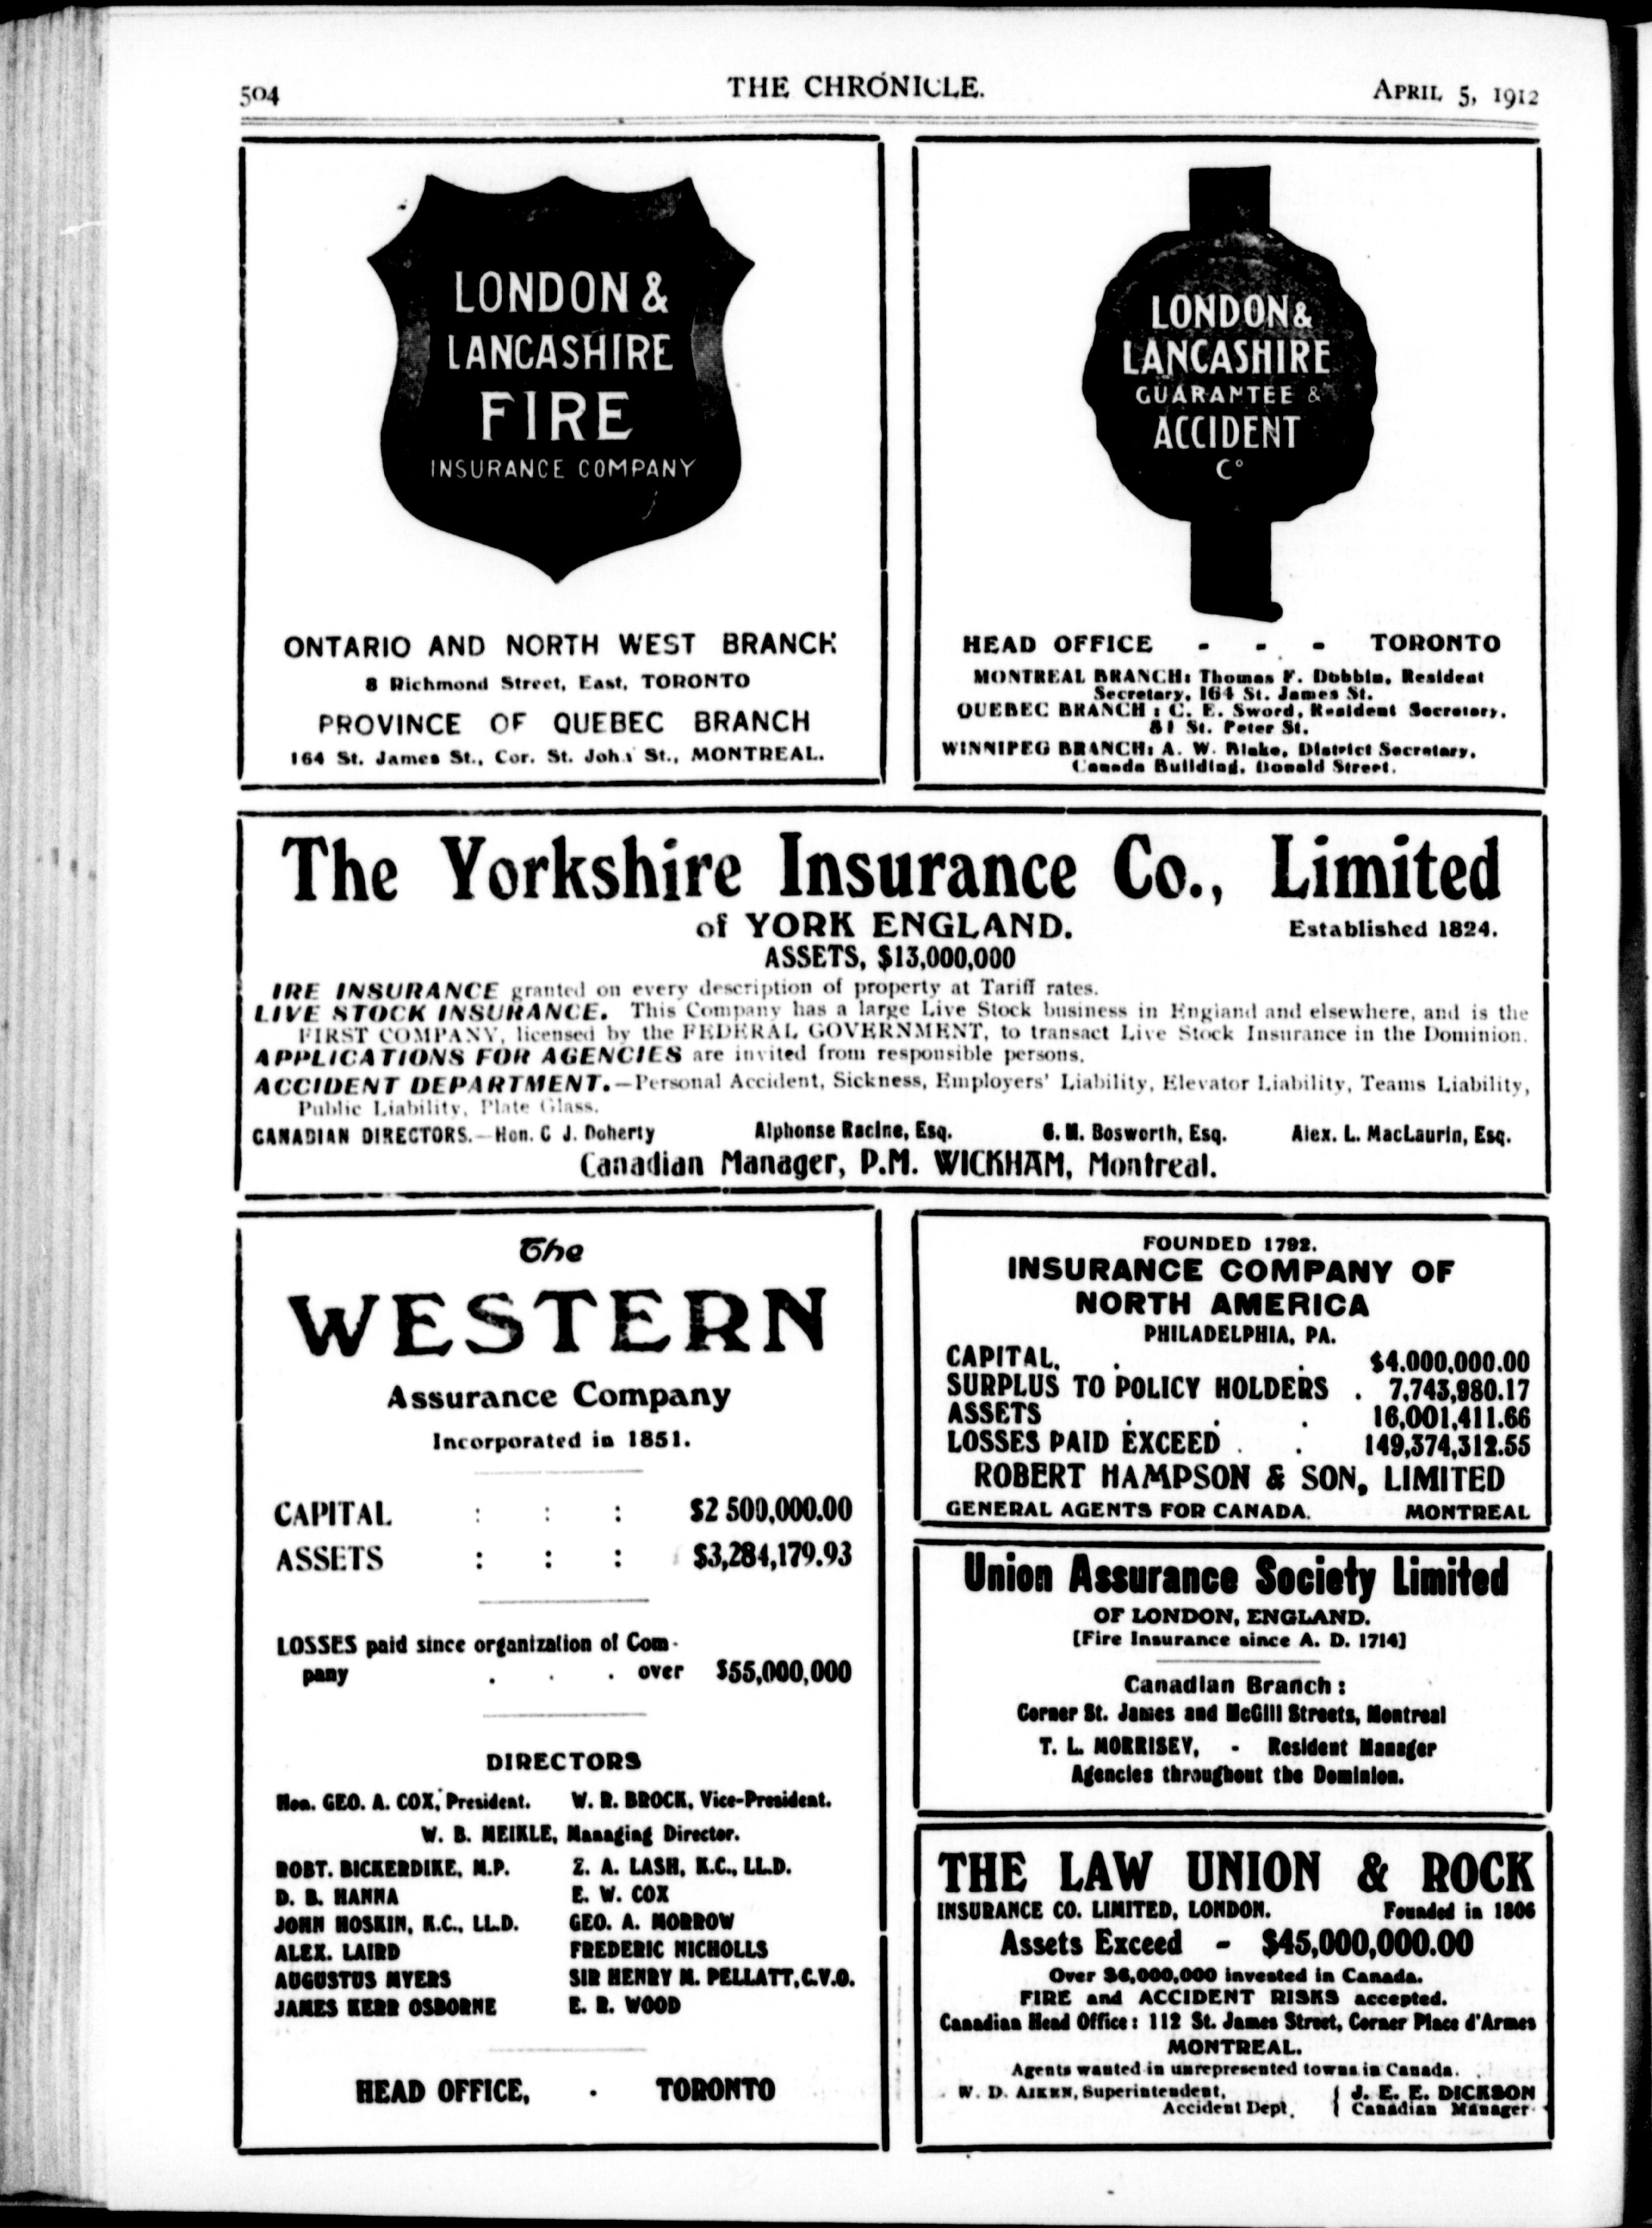 504
THE CHRONICLE.
APRIL 5, 1912
LONDON &
LANCASHIRE
FIRE
INSURANCE COMPANY
ONTARIO AND NORTH WEST BRANCH
8 Richmond Street, East, TORONTO
PROVINCE OF QUEBEC BRANCH
164 St. James St., Cor. St. John St., MONTREAL.
LONDON &
LANCASHIRE
GUARANTEE &
ACCIDENT
Co
HEAD OFFICE - - - TORONTO
MONTREAL BRANCH: Thomas F. Dobbin, Resident
Secretary, 164 St. James St.
QUEBEC BRANCH : C. E. Sword, Resident Secretary,
81 St. Peter St.
WINNIPEG BRANCH: A. W. Blake, District Secretary,
Canada Building, Donald Street.
The Yorkshire Insurance Co., Limited
of YORK ENGLAND.
Established 1824.
ASSETS, $13,000,000
IRE INSURANCE granted on every description of property at Tariff rates.
LIVE STOCK INSURANCE. This Company has a large Live Stock business in England and elsewhere, and is the
FIRST COMPANY, licensed by the FEDERAL GOVERNMENT, to transact Live Stock Insurance in the Dominion.
APPLICATIONS FOR AGENCIES are invited from responsible persons.
ACCIDENT DEPARTMENT.—Personal Accident, Sickness, Employers' Liability, Elevator Liability, Teams Liability,
Public Liability, Plate Glass.
CANADIAN DIRECTORS.—Hon. C J. Doherty Alphonse Racine, Esq. G. M. Bosworth, Esq. Alex. L. MacLaurin, Esq.
Canadian Manager, P.M. WICKHAM, Montreal.
The
WESTERN
Assurance Company
Incorporated in 1851.
CAPITAL : : : $2 500,000.00
ASSETS : : : $3,284,179.93
LOSSES paid since organization of Com-
pany . . . over $55,000,000
DIRECTORS
Hon. GEO. A. COX, President. W. R. BROCK, Vice-President.
W. B. MEIKLE, Managing Director.
ROBT. BICKERDIKE, M.P. Z. A. LASH, K.C., LL.D.
D. B. HANNA E. W. COX
JOHN HOSKIN, K.C., LL.D. GEO. A. MORROW
ALEX. LAIRD FREDERIC NICHOLLS
AUGUSTUS MYERS SIR HENRY M. PELLATT, C.V.O.
JAMES KERR OSBORNE E. R. WOOD
HEAD OFFICE, . TORONTO
FOUNDED 1792.
INSURANCE COMPANY OF
NORTH AMERICA
PHILADELPHIA, PA.
CAPITAL, . . $4,000,000.00
SURPLUS TO POLICY HOLDERS . 7,743,980.17
ASSETS . . . 16,001,411.66
LOSSES PAID EXCEED . . 149,374,312.55
ROBERT HAMPSON & SON, LIMITED
GENERAL AGENTS FOR CANADA. MONTREAL
Union Assurance Society Limited
OF LONDON, ENGLAND.
[Fire Insurance since A. D. 1714]
Canadian Branch :
Corner St. James and McGill Streets, Montreal
T. L. MORRISEY, - Resident Manager
Agencies throughout the Dominion.
THE LAW UNION & ROCK
INSURANCE CO. LIMITED, LONDON. Founded in 1806
Assets Exceed - $45,000,000.00
Over $6,000,000 invested in Canada.
FIRE and ACCIDENT RISKS accepted.
Canadian Head Office : 112 St. James Street, Corner Place d'Armes
MONTREAL.
Agents wanted in unrepresented towns in Canada.
W. D. AIKEN, Superintendent, J. E. E. DICKSON
Accident Dept. Canadian Manager